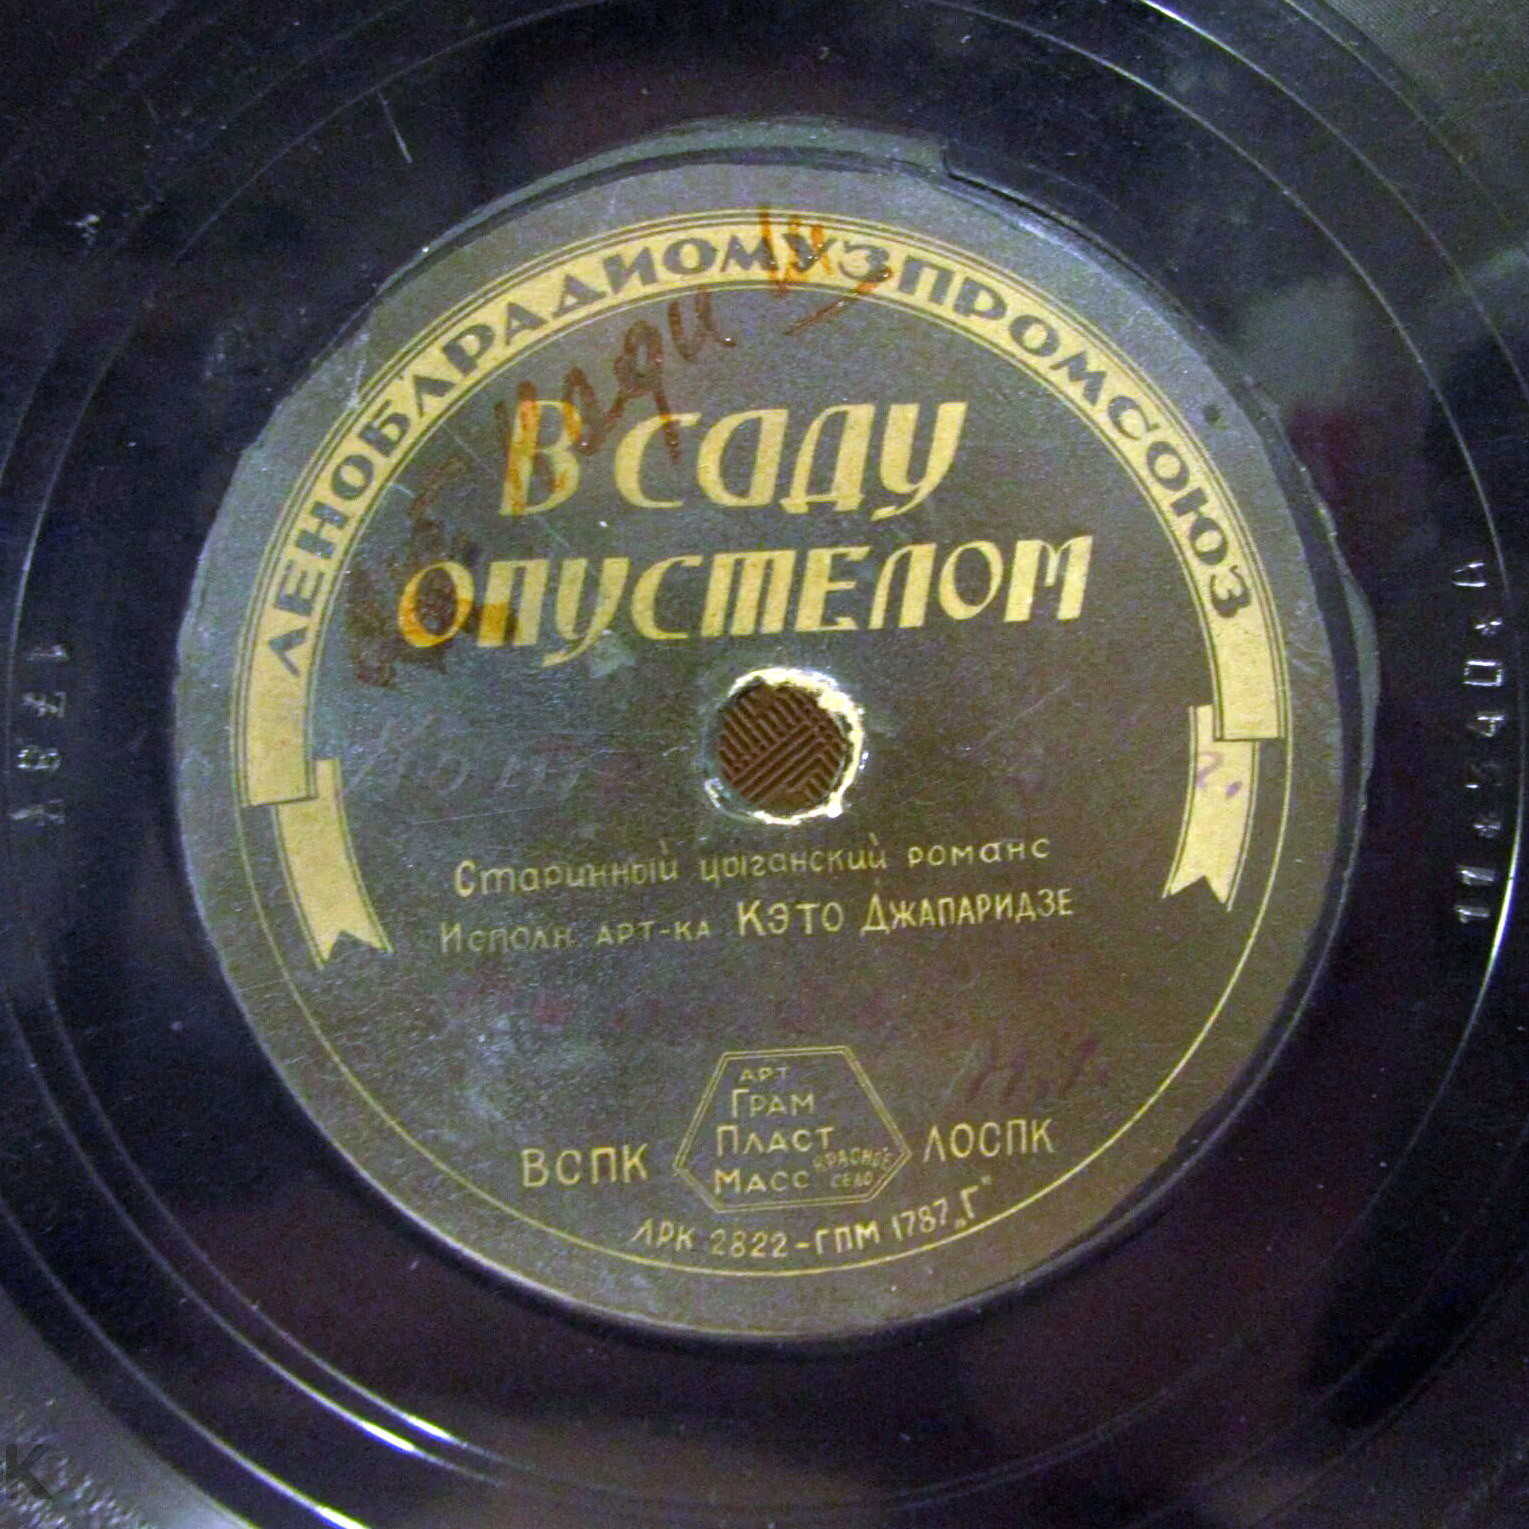 ЛЕНОБЛРАДИОМУЗПРОМСОЮЗ
В САДУ
ОПУСТЕЛОМ
Старинный цыганский романс
Исполн. арт-ка Кэто Джапаридзе
АРТ
ГРАМ
ПЛАСТ
МАСС
КРАСНОЕ
СЕЛО
ВСПК
ЛОСПК
ЛРК 2822-ГПМ 1787 „Г"
1787